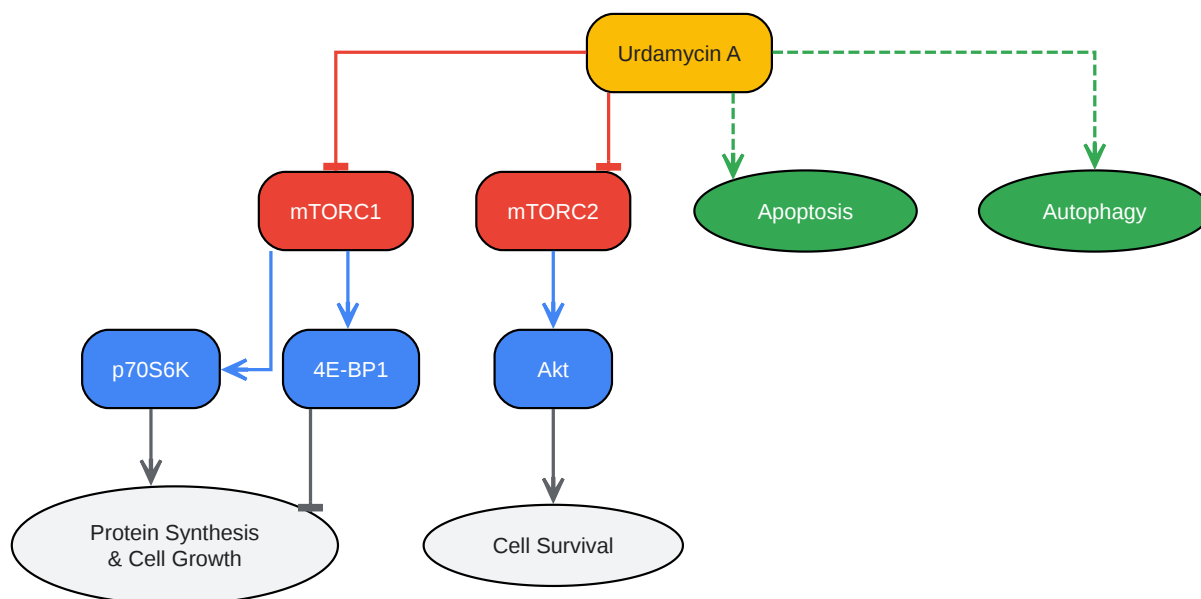 Urdamycin A
mTORC1
mTORC2
Apoptosis
Autophagy
p70S6K
4E-BP1
Akt
Protein Synthesis
& Cell Growth
Cell Survival